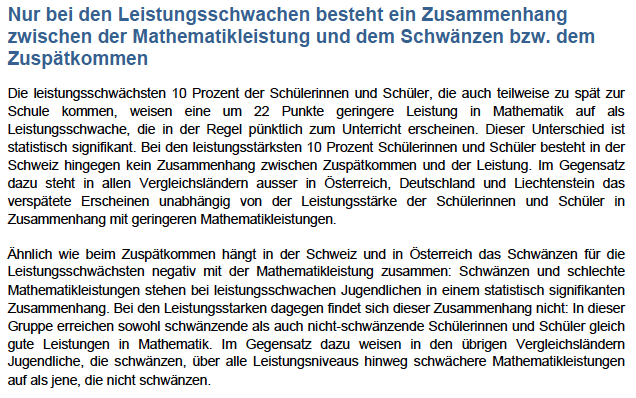 Nur bei den Leistungsschwachen besteht ein Zusammenhang
zwischen der Mathematikleistung und dem Schwänzen bzw. dem
Zuspätkommen
Die leistungsschwächsten 10 Prozent der Schülerinnen und Schüler, die auch teilweise zu spät zur
Schule kommen, weisen eine um 22 Punkte geringere Leistung in Mathematik auf als
Leistungsschwache, die in der Regel pünktlich zum Unterricht erscheinen. Dieser Unterschied ist
statistisch signifikant. Bei den leistungsstärksten 10 Prozent Schülerinnen und Schüler besteht in der
Schweiz hingegen kein Zusammenhang zwischen Zuspätkommen und der Leistung. Im Gegensatz
dazu steht in allen Vergleichsländern ausser in Österreich, Deutschland und Liechtenstein das
verspätete Erscheinen unabhängig von der Leistungsstärke der Schülerinnen und Schüler in
Zusammenhang mit geringeren Mathematikleistungen.
Ähnlich wie beim Zuspätkommen hängt in der Schweiz und in Österreich das Schwänzen für die
Leistungsschwächsten negativ mit der Mathematikleistung zusammen: Schwänzen und schlechte
Mathematikleistungen stehen bei leistungsschwachen Jugendlichen in einem statistisch signifikanten
Zusammenhang. Bei den Leistungsstarken dagegen findet sich dieser Zusammenhang nicht: In dieser
Gruppe erreichen sowohl schwänzende als auch nicht-schwänzende Schülerinnen und Schüler gleich
gute Leistungen in Mathematik. Im Gegensatz dazu weisen in den übrigen Vergleichsländern
Jugendliche, die schwänzen, über alle Leistungsniveaus hinweg schwächere Mathematikleistungen
auf als jene, die nicht schwänzen.